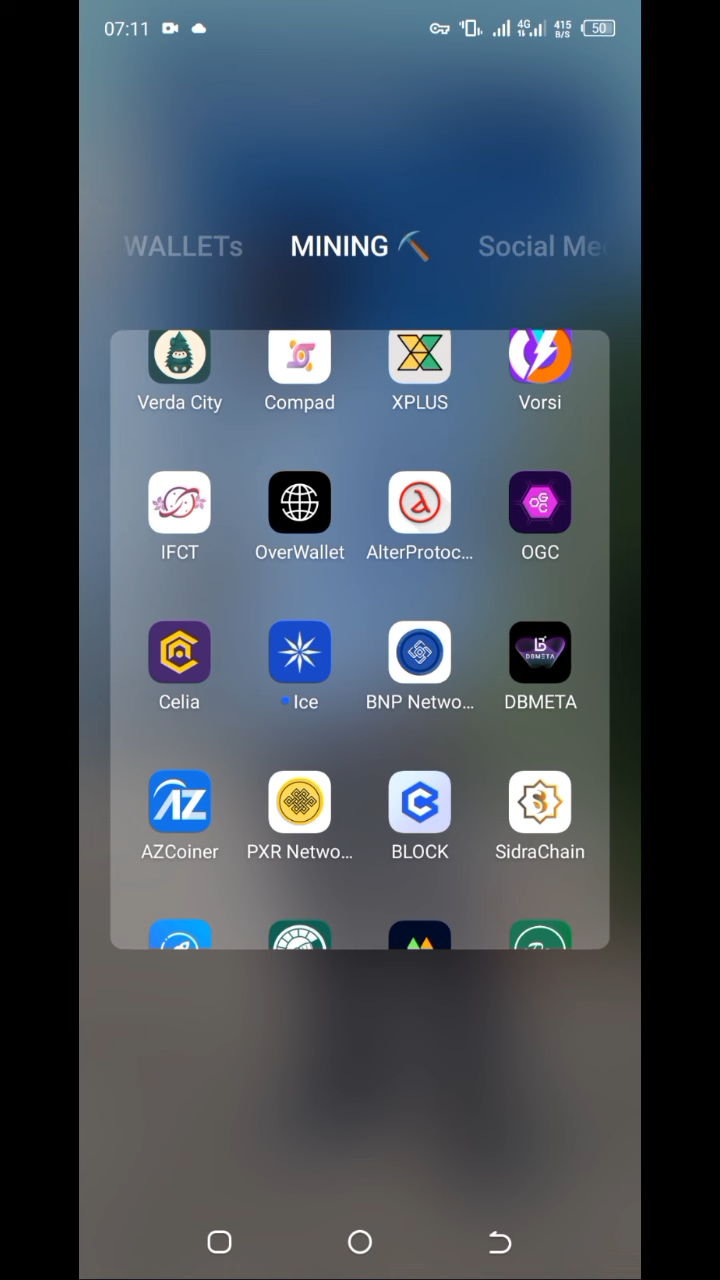 07:11 4G 415 B/S 50
WALLETs MINING ⛏ Social Me
Verda City Compad XPLUS Vorsi
IFCT OverWallet AlterProtoc... OGC
Celia Ice BNP Netwo... DBMETA
AZCoiner PXR Netwo... BLOCK SidraChain